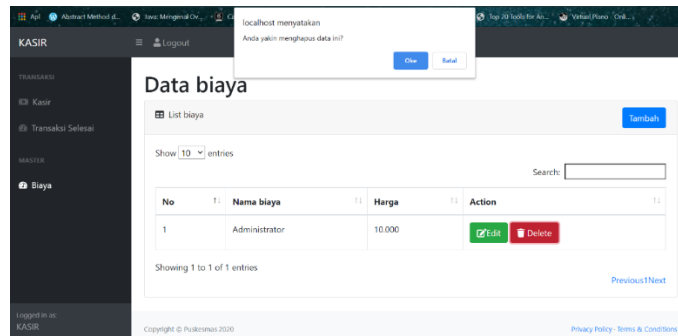 Apl
Abstract Method d...
Java: Mengenal Ov...
Top 20 Tools for An...
Virtual Piano
Onli...
localhost menyatakan
Anda yakin menghapus data ini?
Oke
Batal
KASIR
Logout
TRANSAKSI
Kasir
Transaksi Selesai
MASTER
Biaya
Data biaya
List biaya
Tambah
Show 10 entries
Search:
No
Nama biaya
Harga
Action
1
Administrator
10.000
Edit
Delete
Showing 1 to 1 of 1 entries
Previous1Next
Logged in as:
KASIR
Copyright © Puskesmas 2020
Privacy Policy · Terms & Conditions